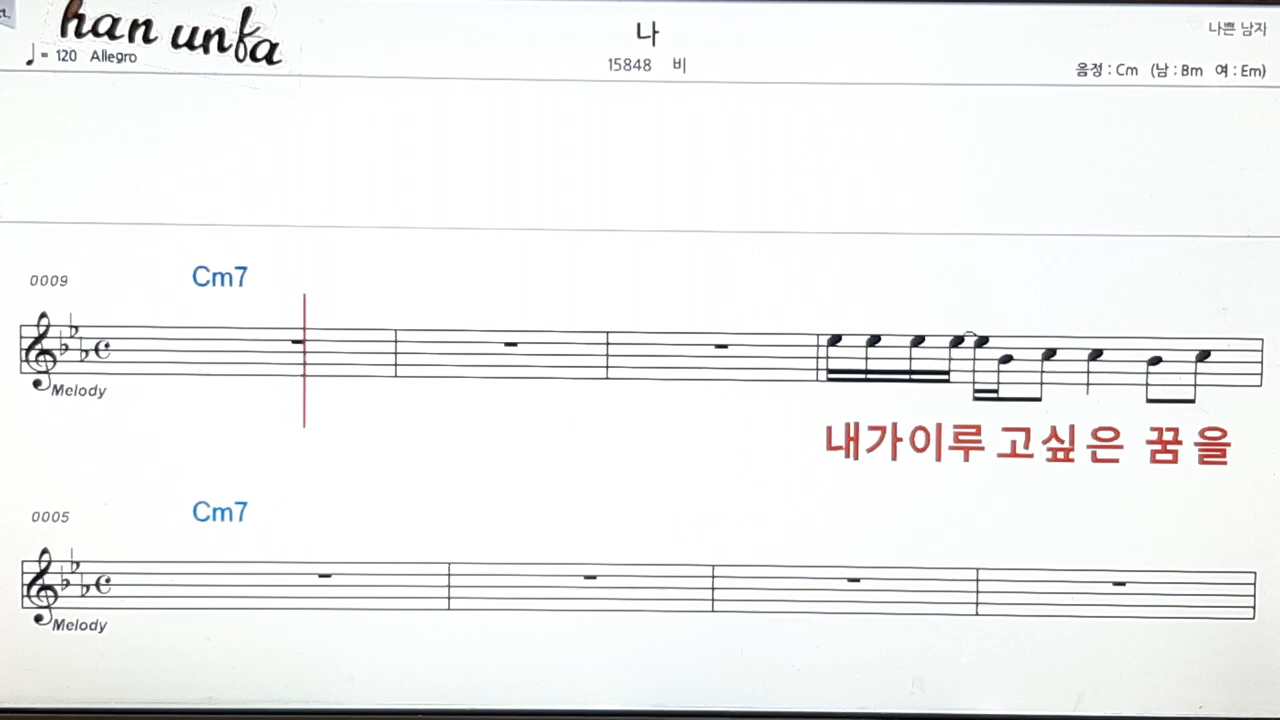 han unfa
나
나쁜 남자
♩= 120 Allegro
15848 비
음정 : Cm (남 : Bm 여 : Em)
0009
Cm7
Melody
내가이루 고싶은 꿈을
0005
Cm7
Melody